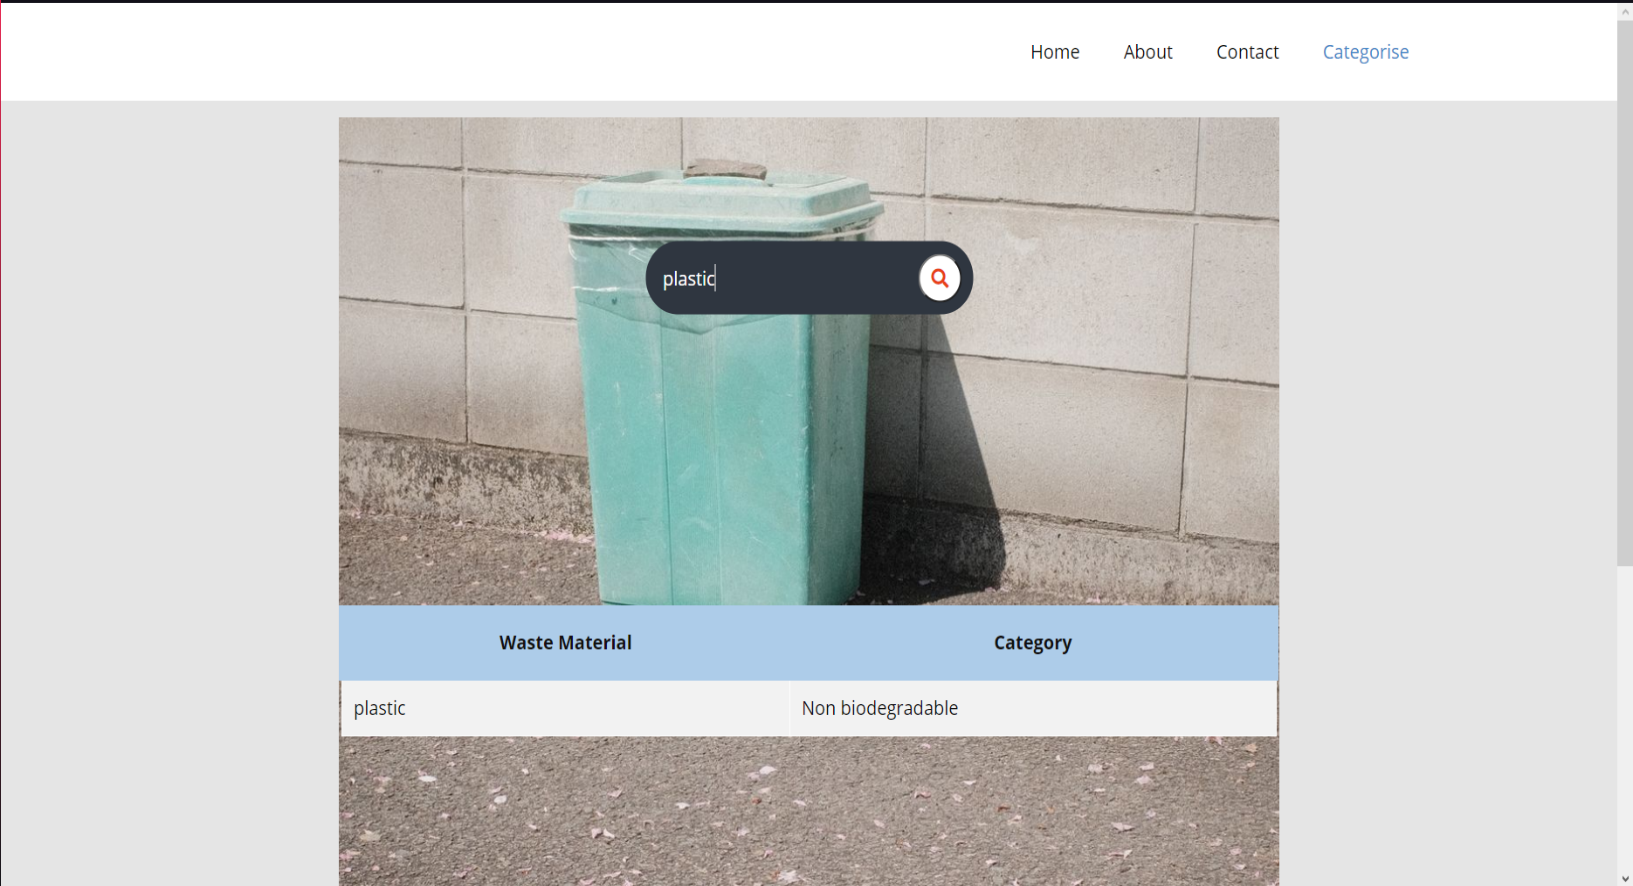 Home About Contact Categorise
plastic
Waste Material Category
plastic Non biodegradable